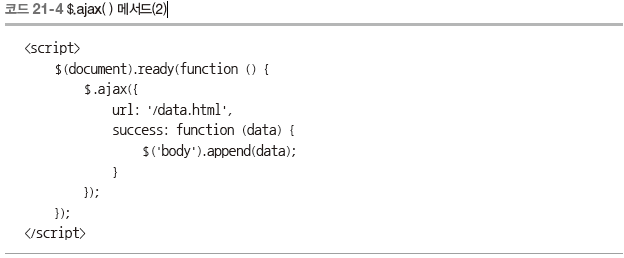 코드 21-4 $.ajax( ) 메서드(2)
<script>
    $(document).ready(function () {
        $.ajax({
            url: '/data.html',
            success: function (data) {
                $('body').append(data);
            }
        });
    });
</script>